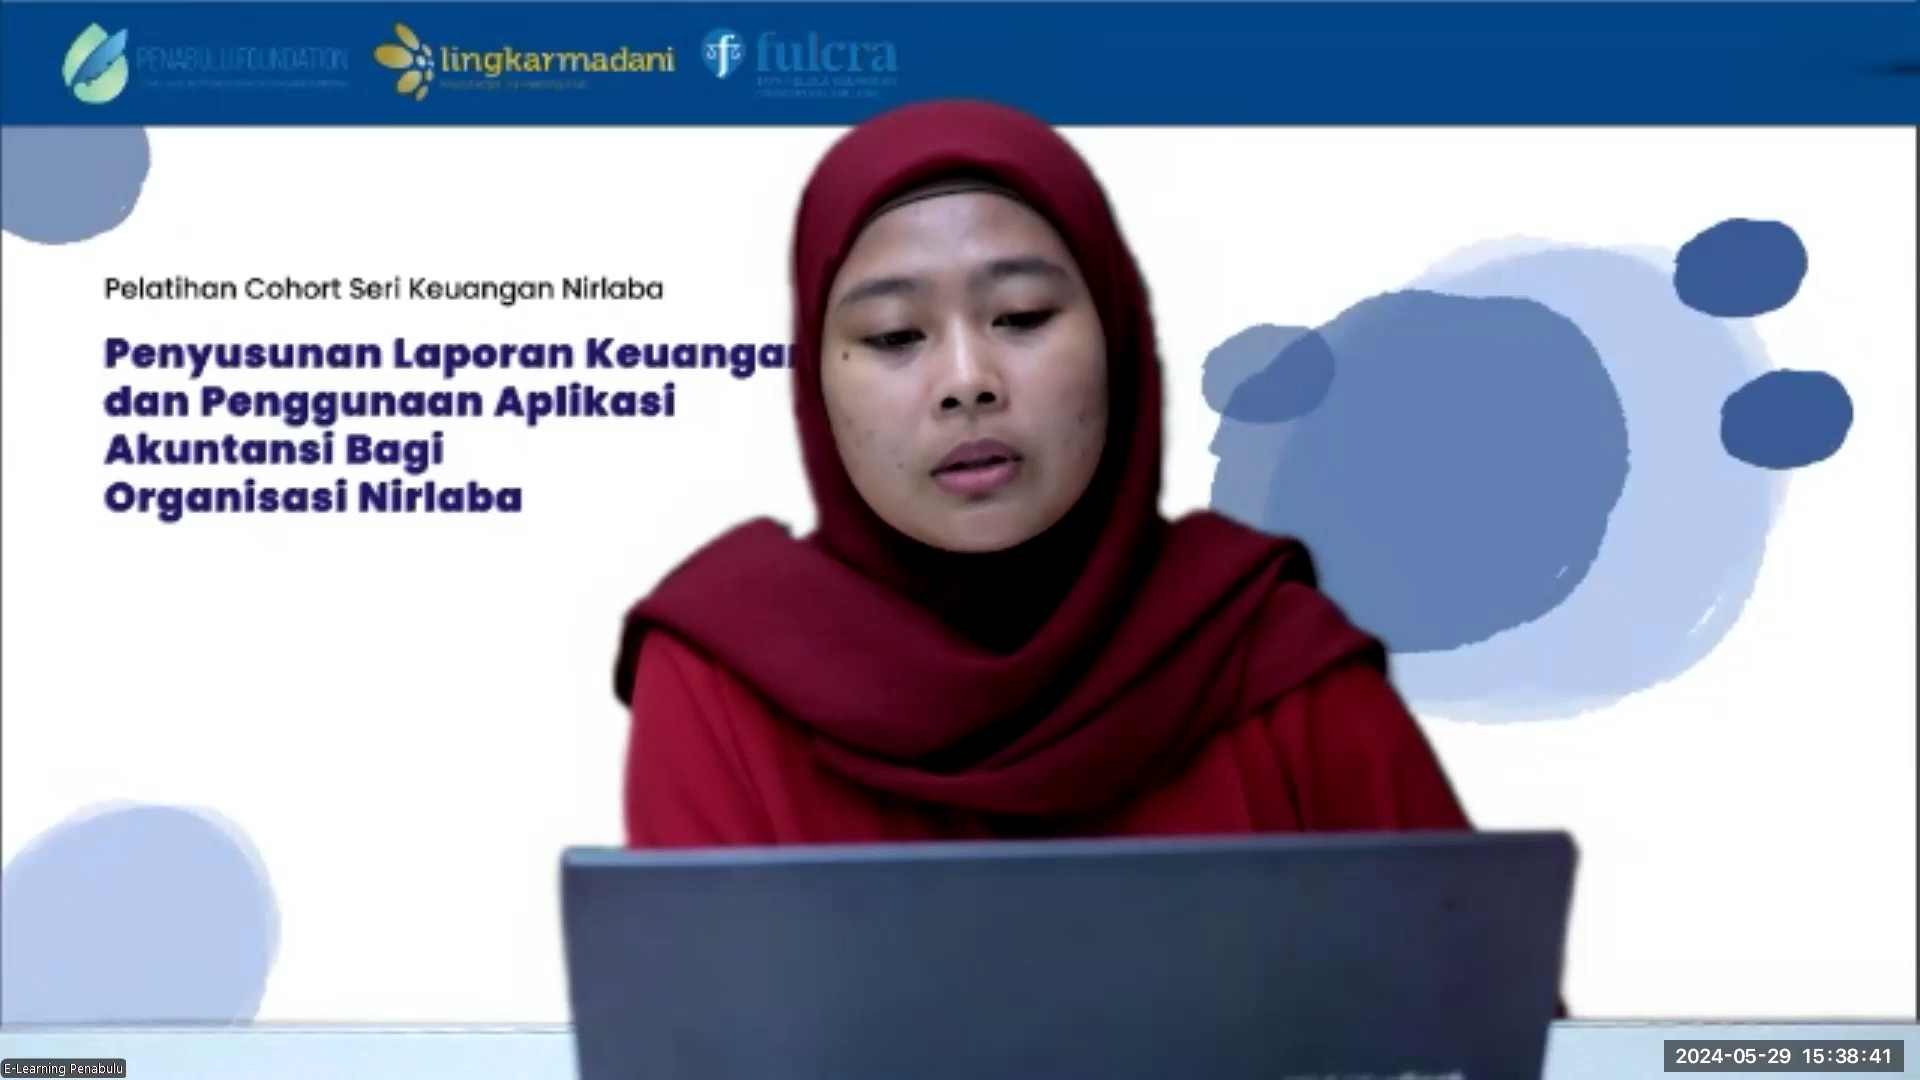 PENABULU FOUNDATION
lingkarmadani
fulcra
Pelatihan Cohort Seri Keuangan Nirlaba
Penyusunan Laporan Keuangan
dan Penggunaan Aplikasi
Akuntansi Bagi
Organisasi Nirlaba
E-Learning Penabulu
2024-05-29 15:38:41